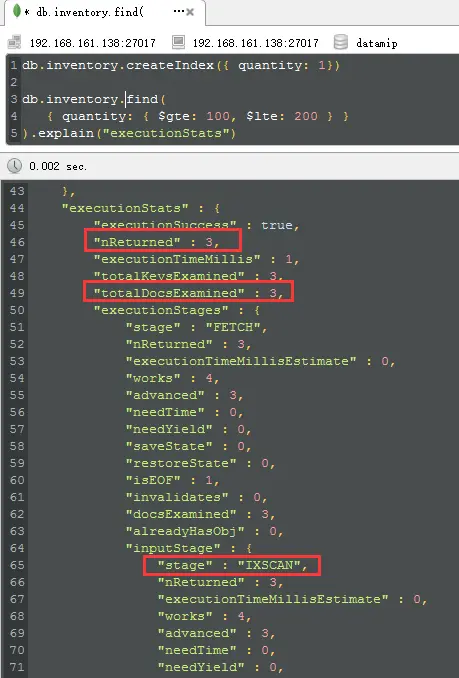 * db.inventory.find( ··· ×
192.168.161.138:27017 192.168.161.138:27017 datamip
1 db.inventory.createIndex({ quantity: 1})
2
3 db.inventory.find(
4 { quantity: { $gte: 100, $lte: 200 } }
5 ).explain("executionStats")
0.002 sec.
43 },
44 "executionStats" : {
45 "executionSuccess" : true,
46 "nReturned" : 3,
47 "executionTimeMillis" : 1,
48 "totalKeysExamined" : 3,
49 "totalDocsExamined" : 3,
50 "executionStages" : {
51 "stage" : "FETCH",
52 "nReturned" : 3,
53 "executionTimeMillisEstimate" : 0,
54 "works" : 4,
55 "advanced" : 3,
56 "needTime" : 0,
57 "needYield" : 0,
58 "saveState" : 0,
59 "restoreState" : 0,
60 "isEOF" : 1,
61 "invalidates" : 0,
62 "docsExamined" : 3,
63 "alreadyHasObj" : 0,
64 "inputStage" : {
65 "stage" : "IXSCAN",
66 "nReturned" : 3,
67 "executionTimeMillisEstimate" : 0,
68 "works" : 4,
69 "advanced" : 3,
70 "needTime" : 0,
71 "needYield" : 0,